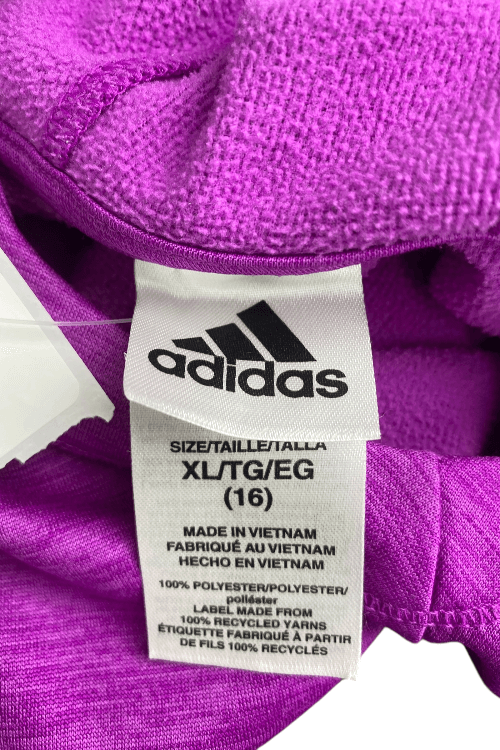 adidas
SIZE/TAILLE/TALLA
XL/TG/EG
(16)
MADE IN VIETNAM
FABRIQUÉ AU VIETNAM
HECHO EN VIETNAM
100% POLYESTER/POLYESTER/
poliéster
LABEL MADE FROM
100% RECYCLED YARNS
ÉTIQUETTE FABRIQUÉ À PARTIR
DE FILS 100% RECYCLÉS